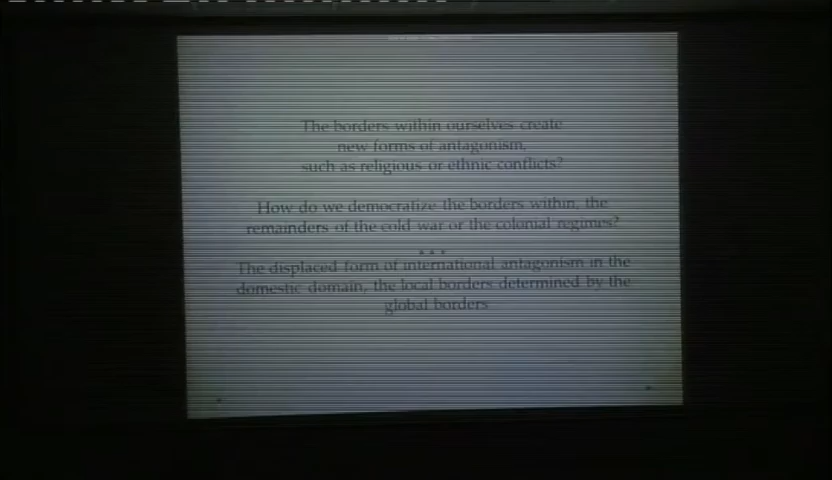 The borders within ourselves create
new forms of antagonism,
such as religious or ethnic conflicts?
How do we democratize the borders within, the
remainders of the cold war or the colonial regimes?
* * *
The displaced form of international antagonism in the
domestic domain, the local borders determined by the
global borders